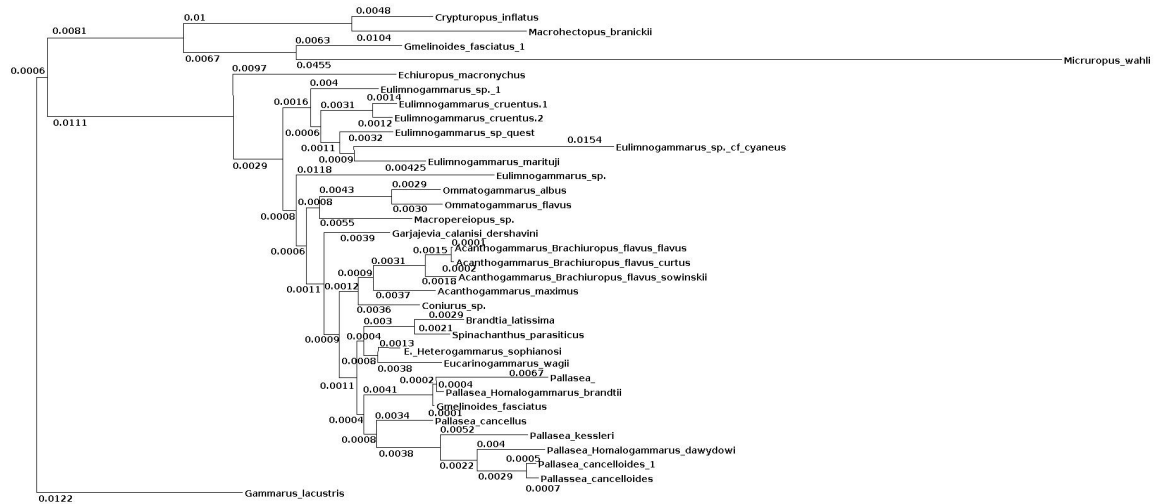 0.0048
0.01 Crypturopus_inflatus
Macrohectopus_branickii
0.0081 0.0063 0.0104
Gmelinoides_fasciatus_1
0.0067 Micruropus_wahli
0.0006 0.0097 0.0455
Echiuropus_macronychus
0.004
Eulimnogammarus_sp._1
0.0016 0.0031 0.0014
Eulimnogammarus_cruentus.1
0.0111 Eulimnogammarus_cruentus.2
0.0006 0.0012
Eulimnogammarus_sp_quest
0.0032 0.0154
0.0011 Eulimnogammarus_sp._cf_cyaneus
0.0029 0.0009 Eulimnogammarus_marituji
0.0118 0.00425
Eulimnogammarus_sp.
0.0043 0.0029
Ommatogammarus_albus
0.0008
0.0030 Ommatogammarus_flavus
0.0008 Macropereiopus_sp.
0.0055
Garjajevia_calanisi_dershavini
0.0039 0.0001
0.0006 0.0015 Acanthogammarus_Brachiuropus_flavus_flavus
0.0031 Acanthogammarus_Brachiuropus_flavus_curtus
0.0009 0.0002
Acanthogammarus_Brachiuropus_flavus_sowinskii
0.0011 0.0012 0.0018
Acanthogammarus_maximus
0.0037
Coniurus_sp.
0.0036 0.0029
0.003 Brandtia_latissima
0.0021
Spinachanthus_parasiticus
0.0009 0.0004 0.0013
E._Heterogammarus_sophianosi
0.0008 Eucarinogammarus_wagii
0.0038 0.0067
0.0002 Pallasea_
0.0011 0.0041 0.0004
Pallasea_Homalogammarus_brandtii
Gmelinoides_fasciatus
0.0034 0.0001
0.0004 Pallasea_cancellus
0.0052
0.0008 Pallasea_kessleri
0.004
0.0038 Pallasea_Homalogammarus_dawydowi
0.0005
0.0022 Pallasea_cancelloides_1
0.0029 Pallassea_cancelloides
0.0007
Gammarus_lacustris
0.0122